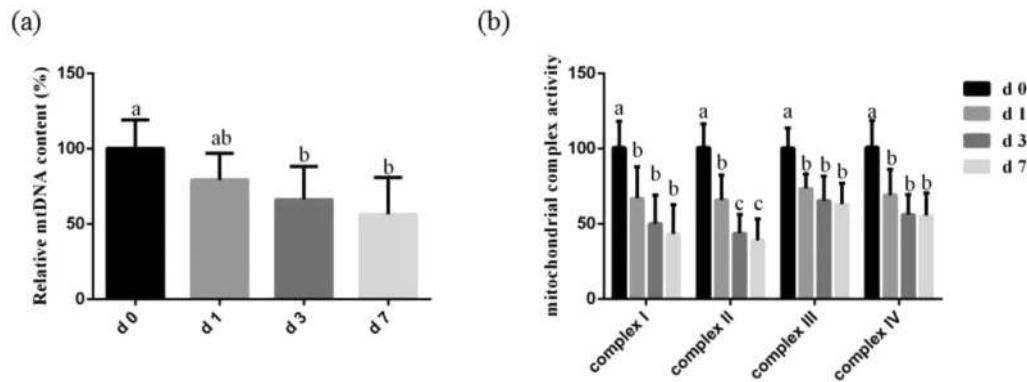 (a)
Relative mtDNA content (%)
150
100
50
0
a
ab
b
b
d 0
d 1
d 3
d 7
(b)
mitochondrial complex activity
150
100
50
0
a
b
b
b
a
b
c
c
a
b
b
b
a
b
b
b
complex I
complex II
complex III
complex IV
d 0
d 1
d 3
d 7